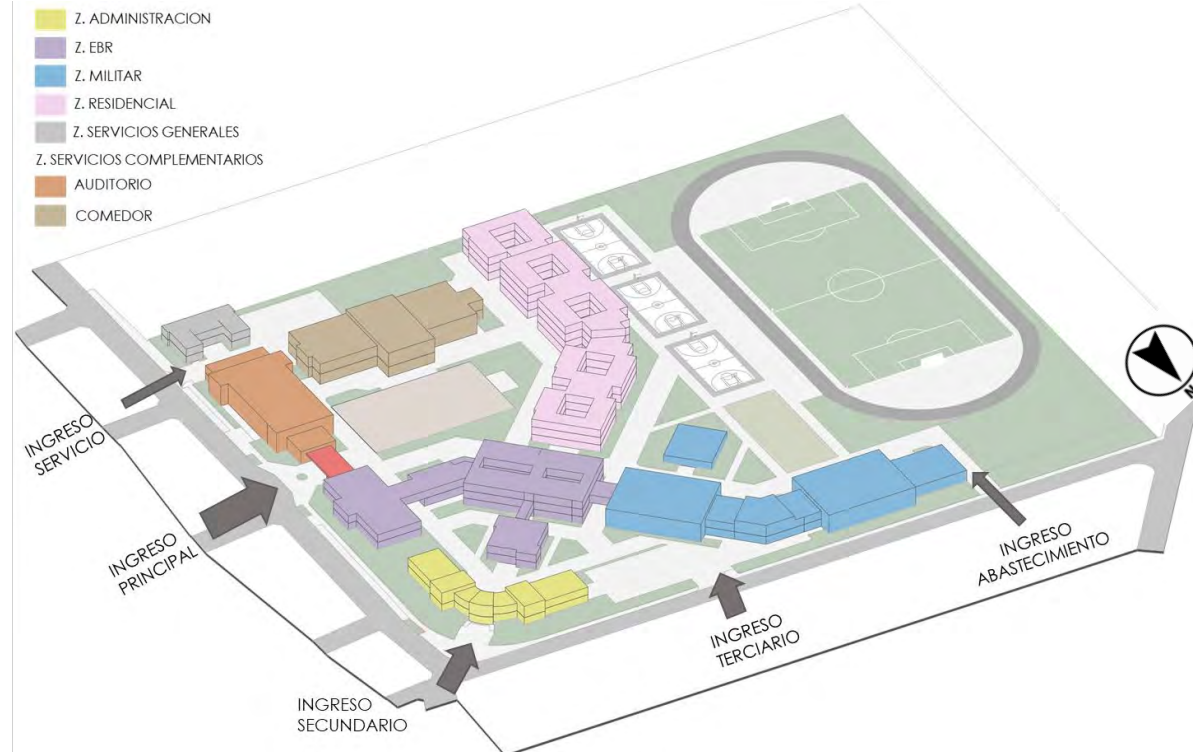 Z. ADMINISTRACION
Z. EBR
Z. MILITAR
Z. RESIDENCIAL
Z. SERVICIOS GENERALES
Z. SERVICIOS COMPLEMENTARIOS
AUDITORIO
COMEDOR
INGRESO
SERVICIO
INGRESO
PRINCIPAL
INGRESO
SECUNDARIO
INGRESO
TERCIARIO
INGRESO
ABASTECIMIENTO
N